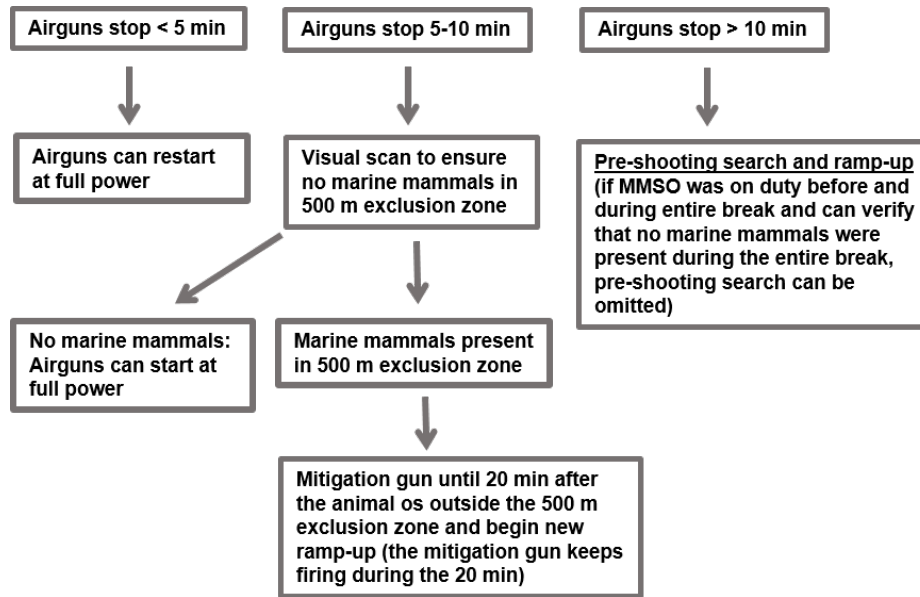 Airguns stop < 5 min
Airguns stop 5-10 min
Airguns stop > 10 min
Airguns can restart
at full power
Visual scan to ensure
no marine mammals in
500 m exclusion zone
Pre-shooting search and ramp-up
(if MMSO was on duty before and
during entire break and can verify
that no marine mammals were
present during the entire break,
pre-shooting search can be
omitted)
No marine mammals:
Airguns can start at
full power
Marine mammals present
in 500 m exclusion zone
Mitigation gun until 20 min after
the animal os outside the 500 m
exclusion zone and begin new
ramp-up (the mitigation gun keeps
firing during the 20 min)